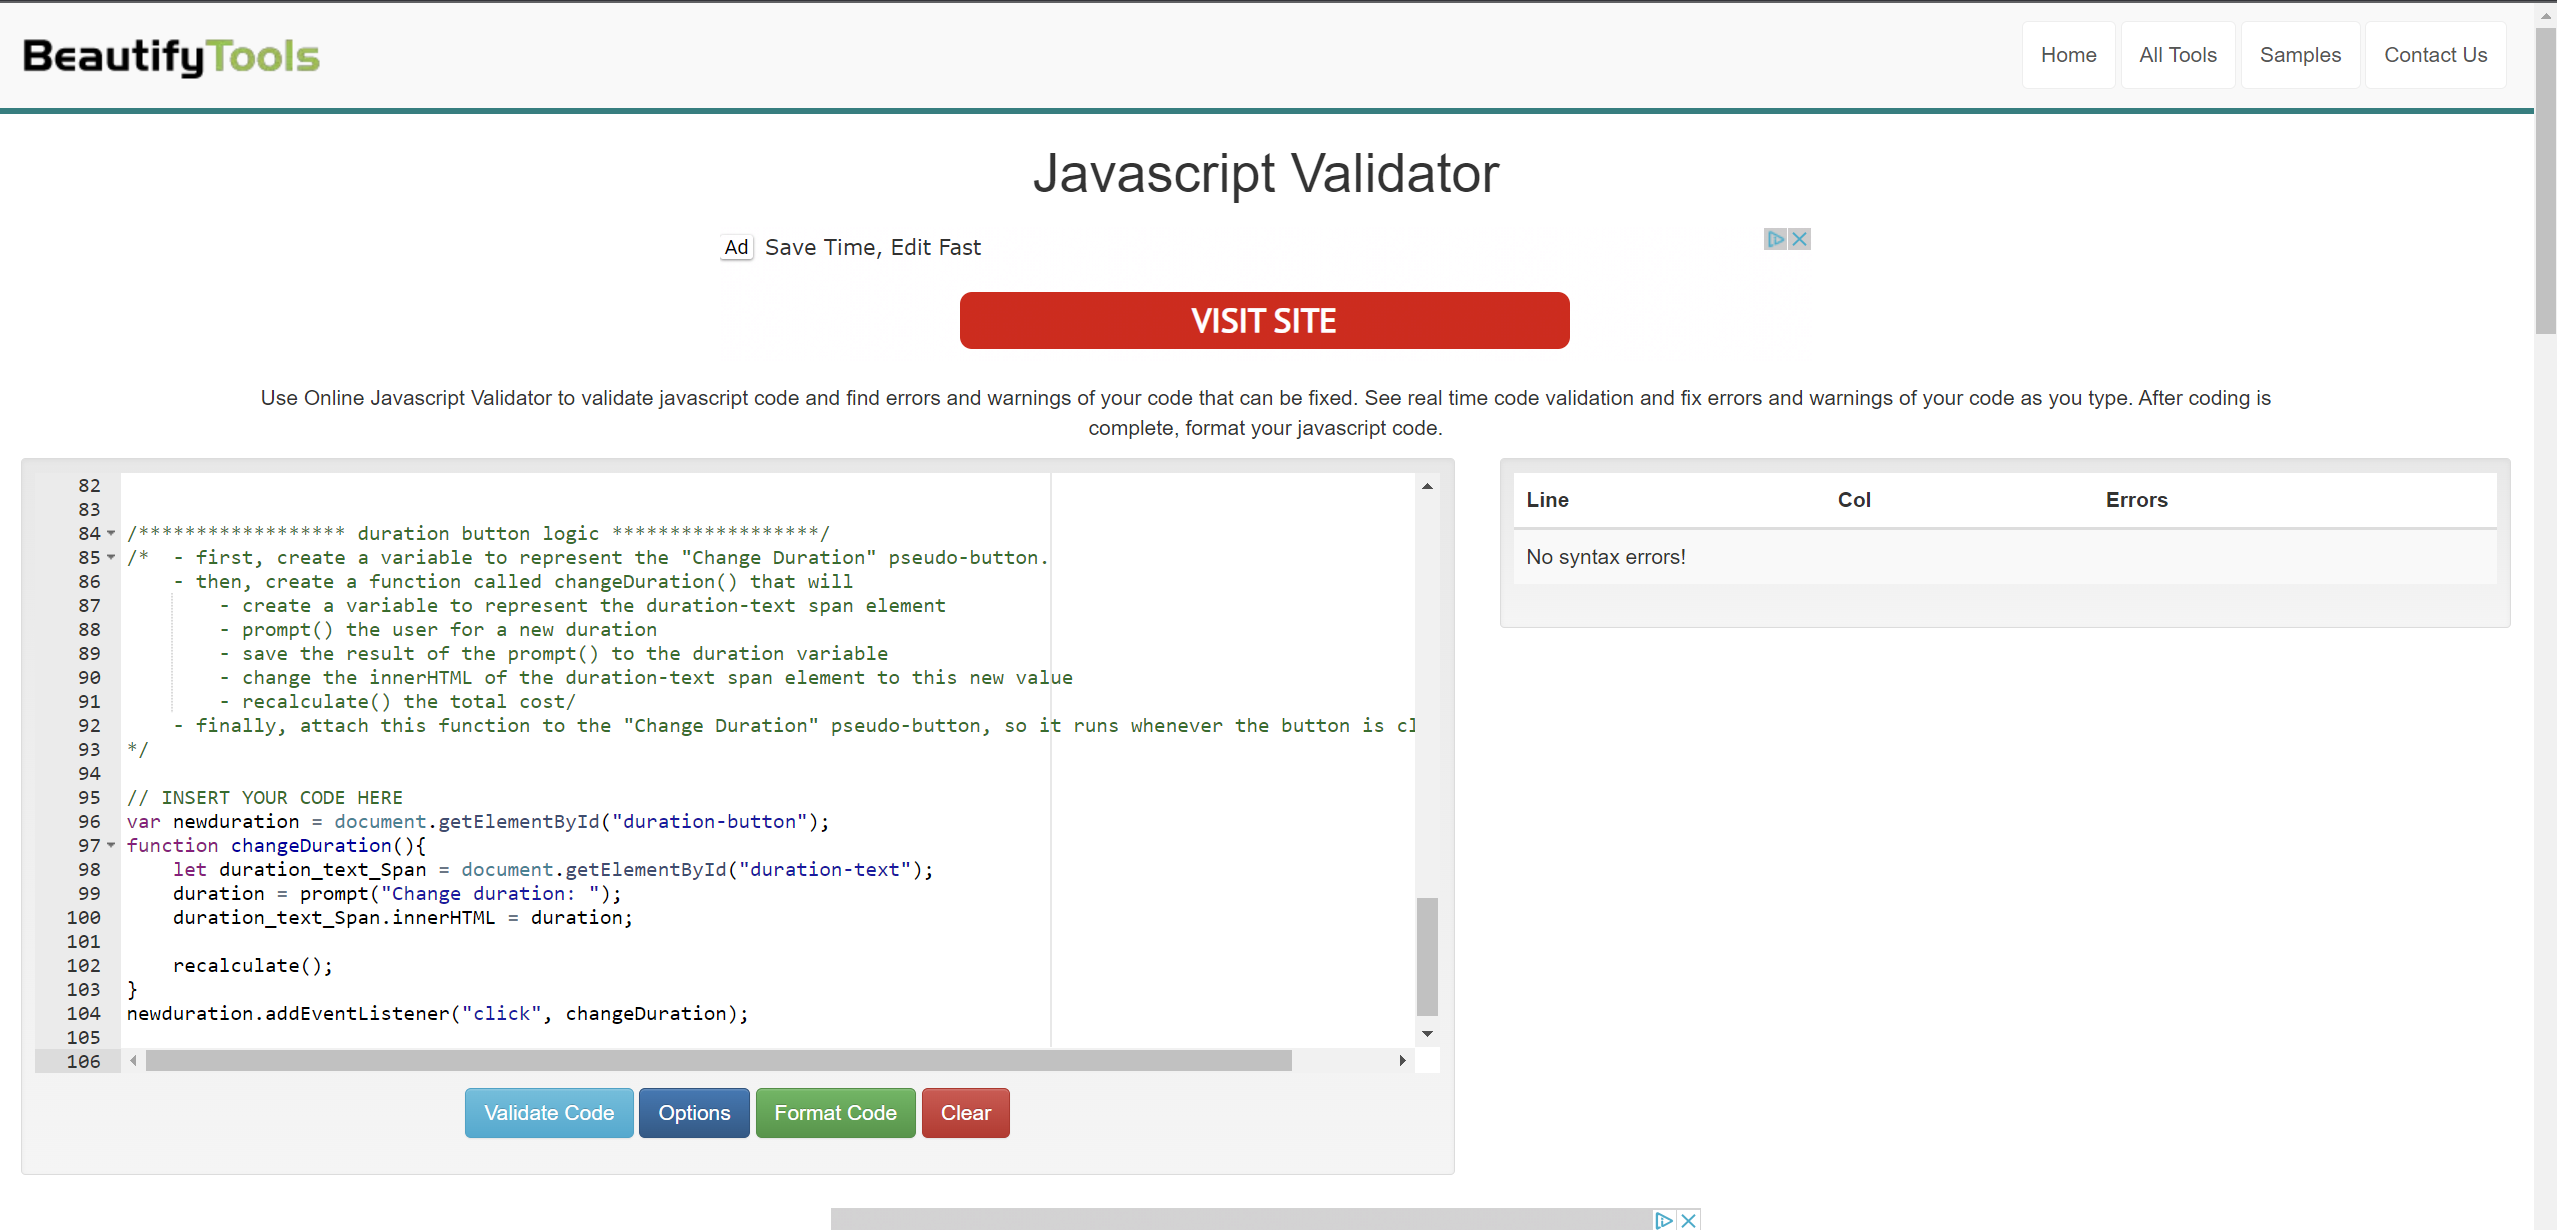 BeautifyTools
Home All Tools Samples Contact Us
Javascript Validator
Ad Save Time, Edit Fast
VISIT SITE
Use Online Javascript Validator to validate javascript code and find errors and warnings of your code that can be fixed. See real time code validation and fix errors and warnings of your code as you type. After coding is
complete, format your javascript code.
82
83
84 /****************** duration button logic ******************/
85 /*  - first, create a variable to represent the "Change Duration" pseudo-button.
86     - then, create a function called changeDuration() that will
87         - create a variable to represent the duration-text span element
88         - prompt() the user for a new duration
89         - save the result of the prompt() to the duration variable
90         - change the innerHTML of the duration-text span element to this new value
91         - recalculate() the total cost/
92     - finally, attach this function to the "Change Duration" pseudo-button, so it runs whenever the button is cl
93 */
94
95 // INSERT YOUR CODE HERE
96 var newduration = document.getElementById("duration-button");
97 function changeDuration(){
98     let duration_text_Span = document.getElementById("duration-text");
99     duration = prompt("Change duration: ");
100     duration_text_Span.innerHTML = duration;
101
102     recalculate();
103 }
104 newduration.addEventListener("click", changeDuration);
105
106
Validate Code Options Format Code Clear
Line Col Errors
No syntax errors!